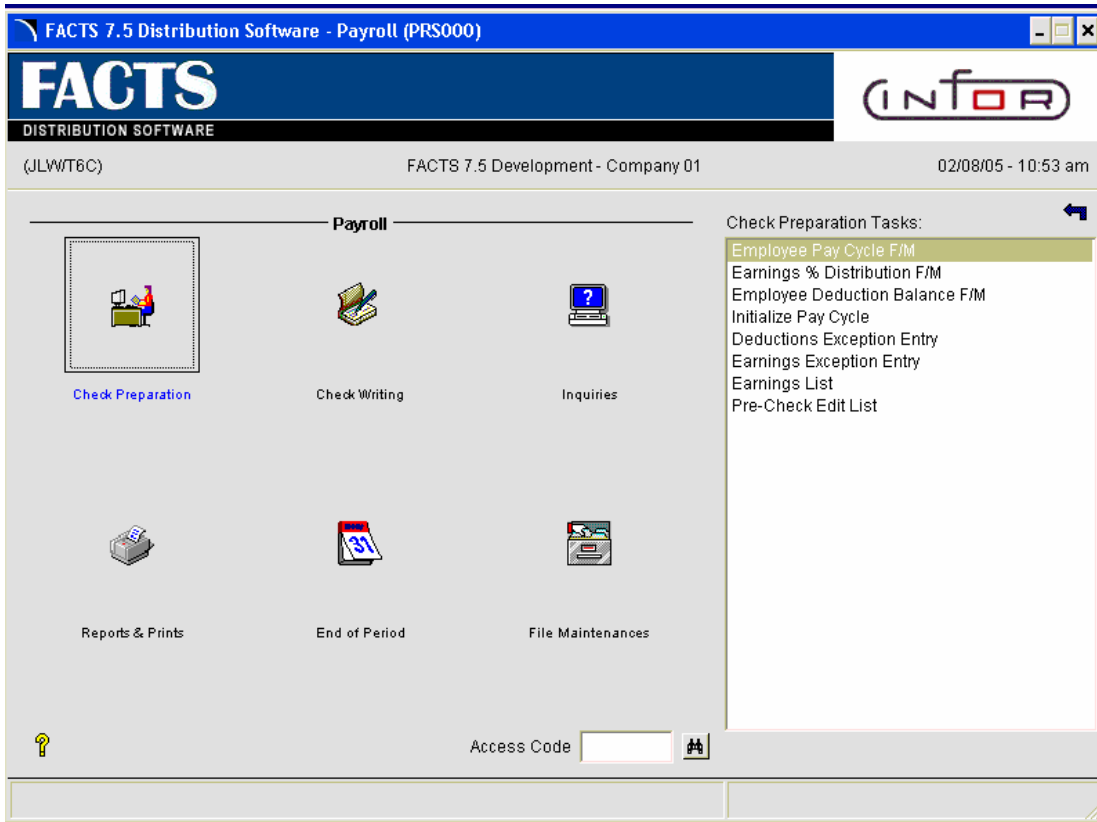 FACTS 7.5 Distribution Software - Payroll (PRS000)
FACTS
DISTRIBUTION SOFTWARE
inFOR
(JLW/T6C)
FACTS 7.5 Development - Company 01
02/08/05 - 10:53 am
Payroll
Check Preparation
Check Writing
?
Inquiries
Reports & Prints
31
End of Period
File Maintenances
Check Preparation Tasks:
Employee Pay Cycle F/M
Earnings % Distribution F/M
Employee Deduction Balance F/M
Initialize Pay Cycle
Deductions Exception Entry
Earnings Exception Entry
Earnings List
Pre-Check Edit List
?
Access Code